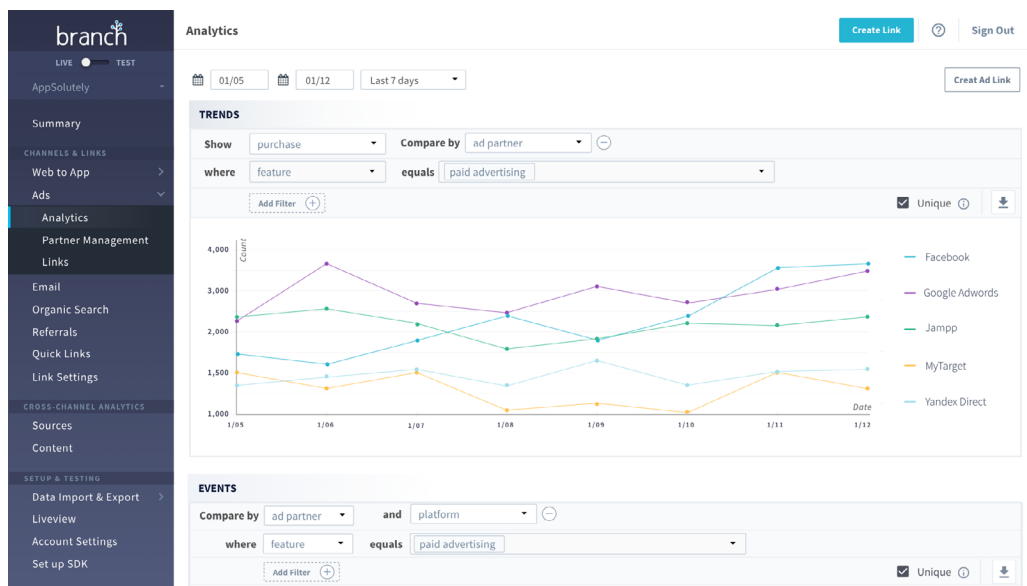 branch
LIVE TEST
AppSolutely
Summary
CHANNELS & LINKS
Web to App
Ads
Analytics
Partner Management
Links
Email
Organic Search
Referrals
Quick Links
Link Settings
CROSS-CHANNEL ANALYTICS
Sources
Content
SETUP & TESTING
Data Import & Export
Liveview
Account Settings
Set up SDK
Analytics
Create Link ? Sign Out
01/05 01/12 Last 7 days
Creat Ad Link
TRENDS
Show purchase Compare by ad partner
where feature equals paid advertising
Add Filter +
Unique i
Count
4,000
3,000
2,000
1,500
1,000
1/05 1/06 1/07 1/08 1/09 1/10 1/11 1/12
Date
Facebook
Google Adwords
Jampp
MyTarget
Yandex Direct
EVENTS
Compare by ad partner and platform
where feature equals paid advertising
Add Filter +
Unique i